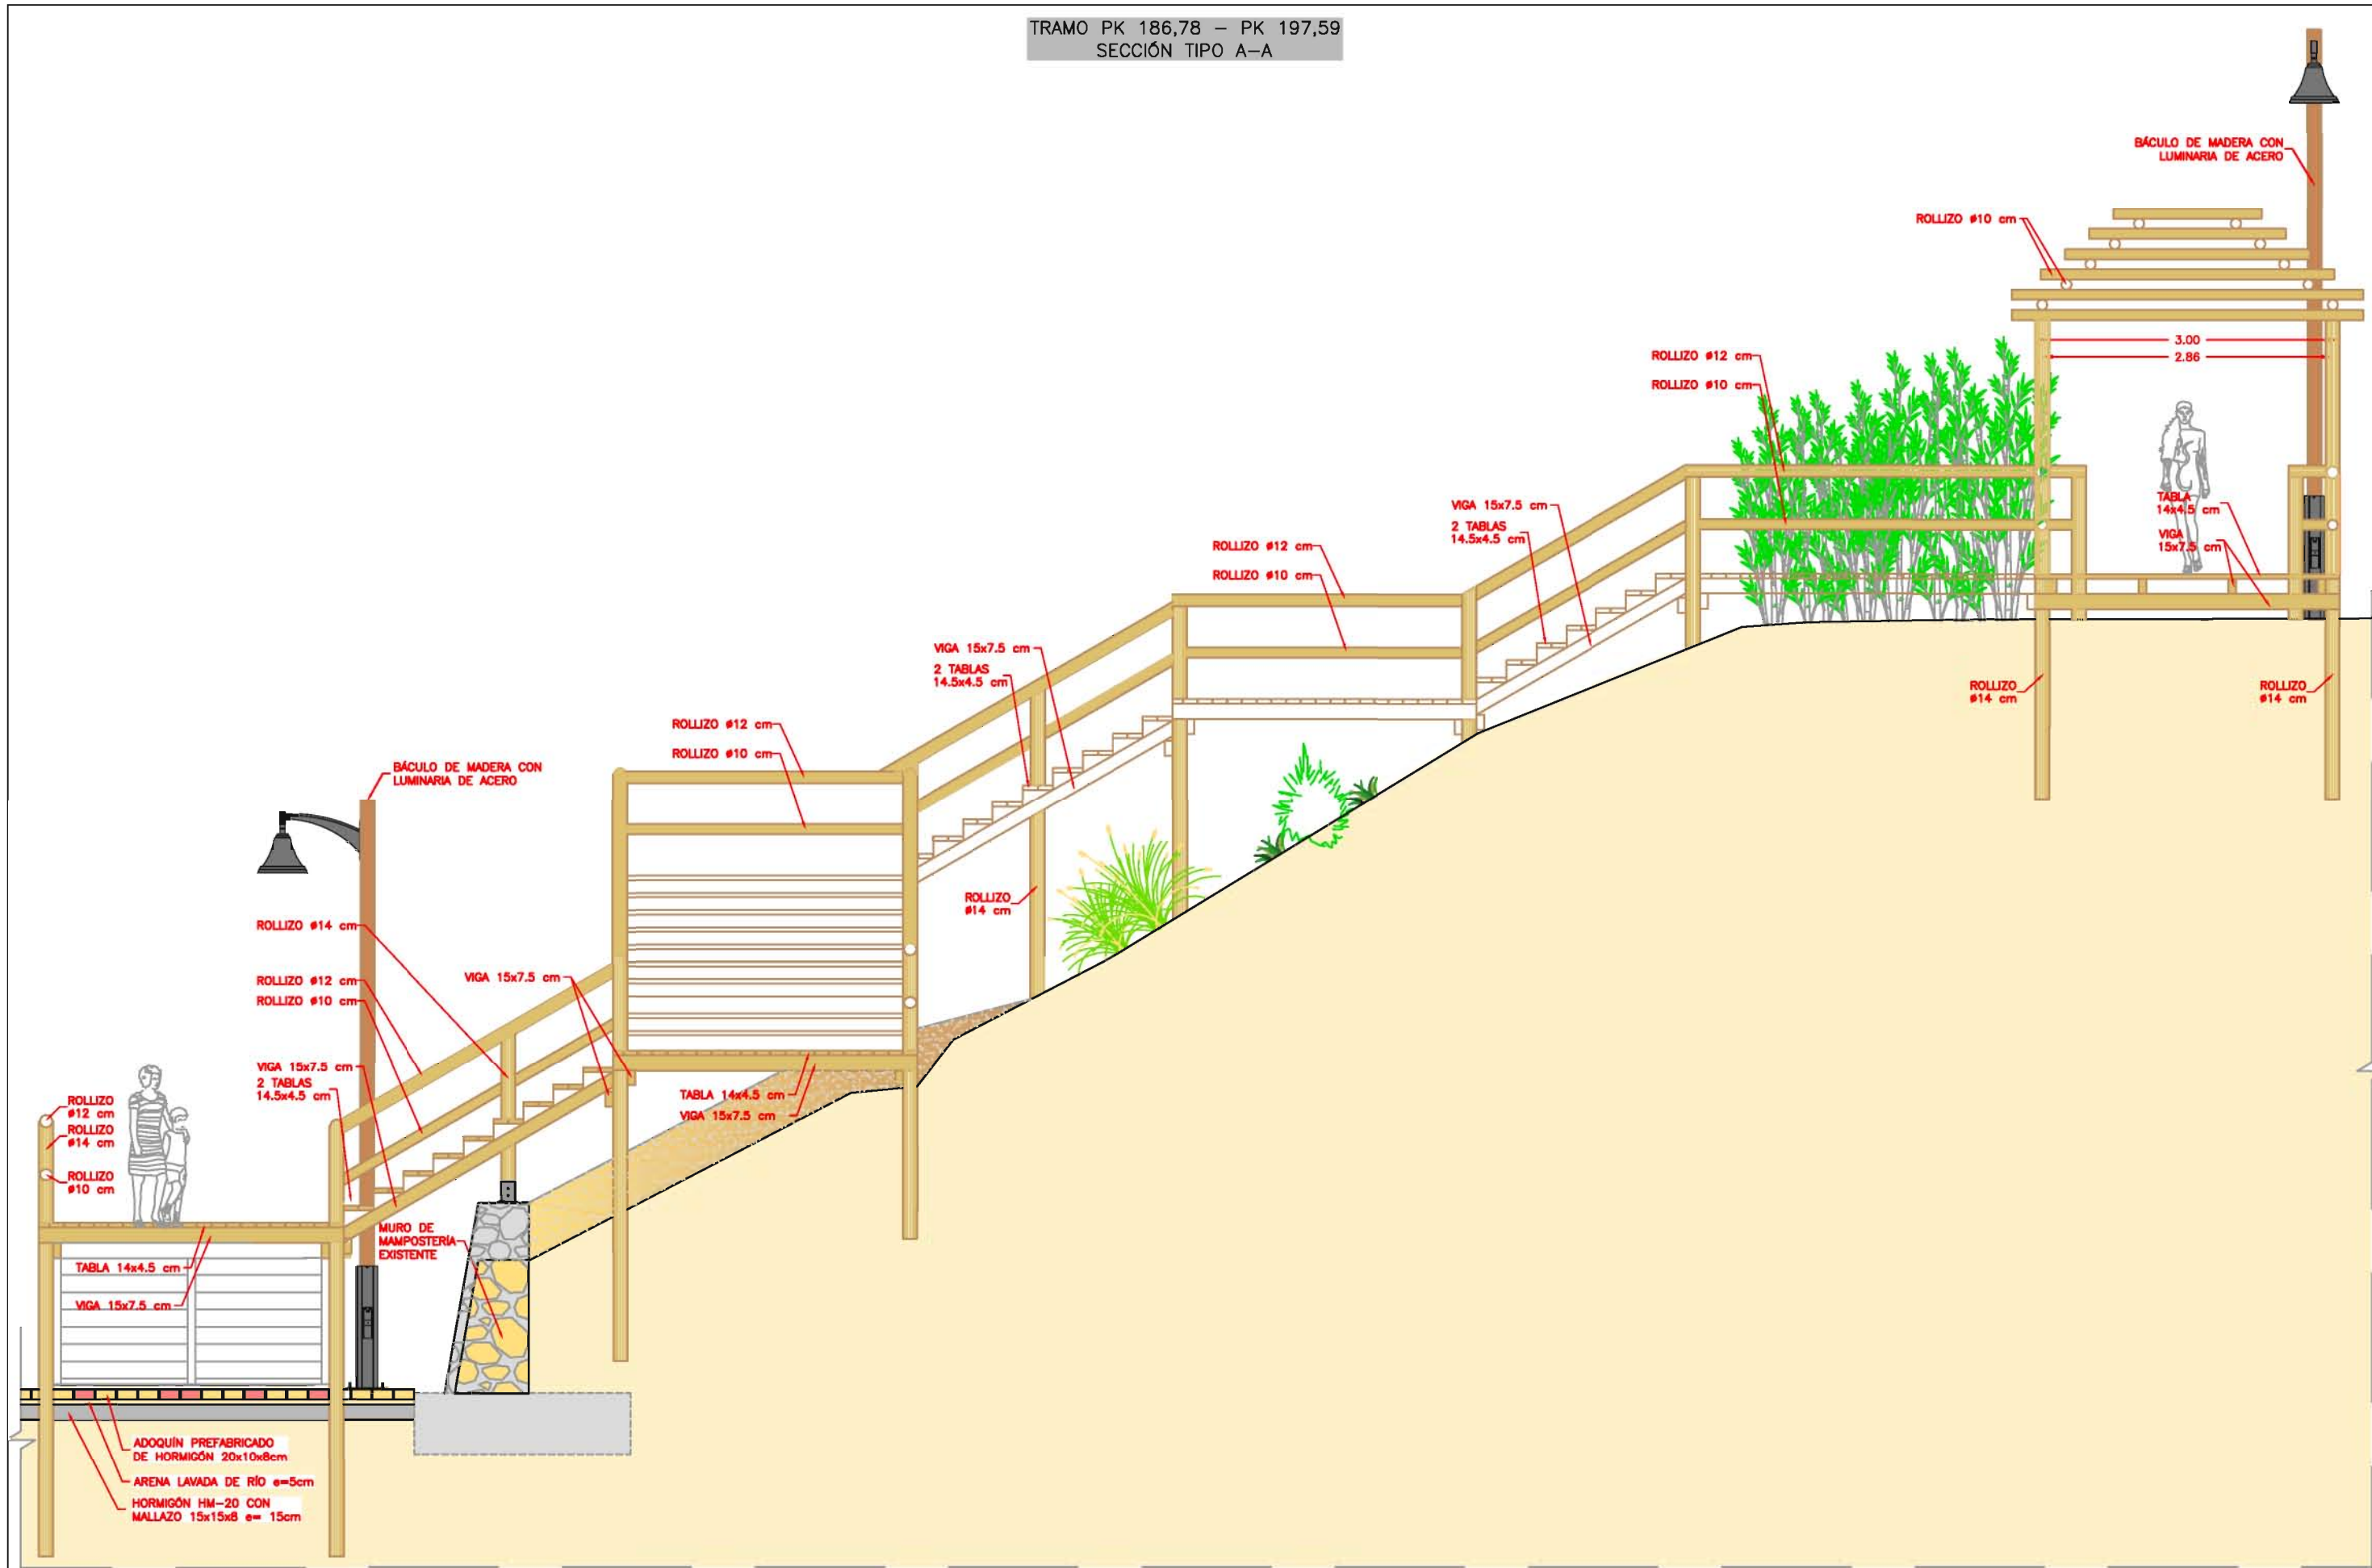 TRAMO PK 186,78 – PK 197,59
SECCIÓN TIPO A–A
BÁCULO DE MADERA CON
LUMINARIA DE ACERO
ROLLIZO ø10 cm
3.00
2.86
ROLLIZO ø12 cm
ROLLIZO ø10 cm
TABLA
14x4.5 cm
VIGA
15x7.5 cm
VIGA 15x7.5 cm
2 TABLAS
14.5x4.5 cm
ROLLIZO ø12 cm
ROLLIZO ø10 cm
ROLLIZO
ø14 cm
ROLLIZO
ø14 cm
VIGA 15x7.5 cm
2 TABLAS
14.5x4.5 cm
ROLLIZO ø12 cm
ROLLIZO ø10 cm
BÁCULO DE MADERA CON
LUMINARIA DE ACERO
ROLLIZO
ø14 cm
ROLLIZO ø14 cm
VIGA 15x7.5 cm
ROLLIZO ø12 cm
ROLLIZO ø10 cm
VIGA 15x7.5 cm
2 TABLAS
14.5x4.5 cm
TABLA 14x4.5 cm
VIGA 15x7.5 cm
ROLLIZO
ø12 cm
ROLLIZO
ø14 cm
ROLLIZO
ø10 cm
MURO DE
MAMPOSTERÍA
EXISTENTE
TABLA 14x4.5 cm
VIGA 15x7.5 cm
ADOQUÍN PREFABRICADO
DE HORMIGÓN 20x10x8cm
ARENA LAVADA DE RÍO e=5cm
HORMIGÓN HM–20 CON
MALLAZO 15x15x8 e= 15cm